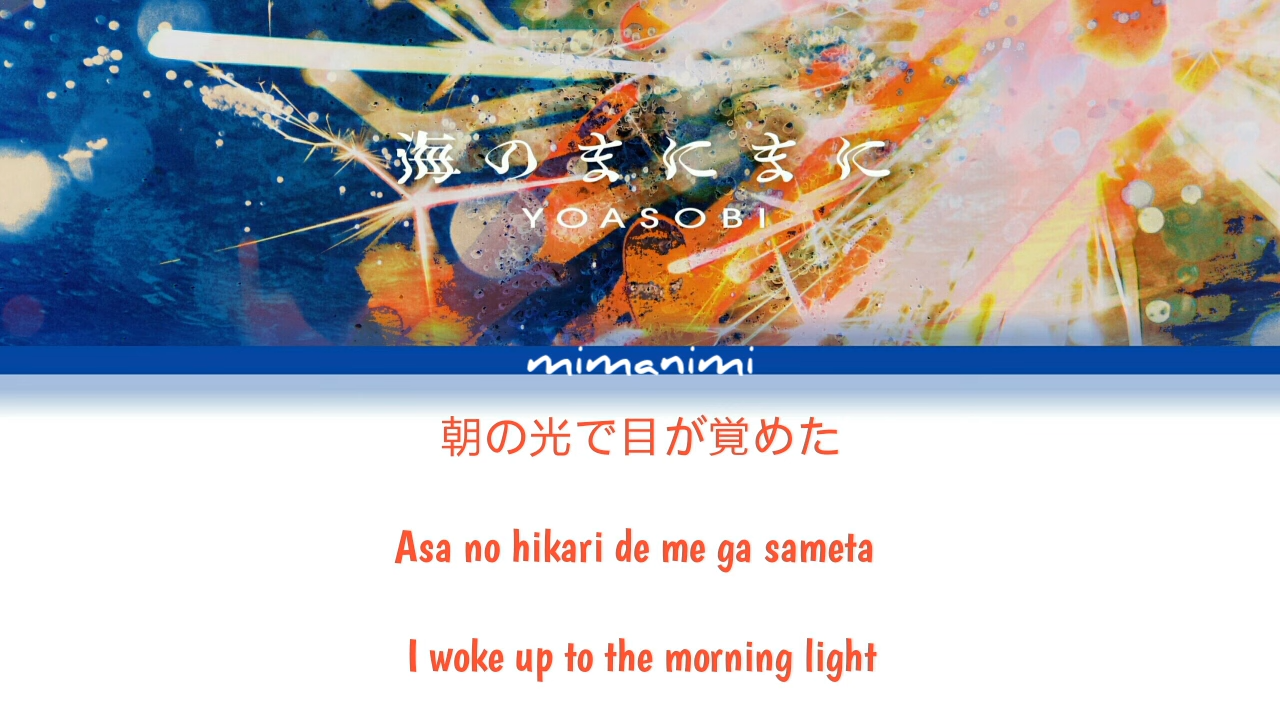 海のまにまに
YOASOBI
mimanimi
朝の光で目が覚めた
Asa no hikari de me ga sameta
I woke up to the morning light